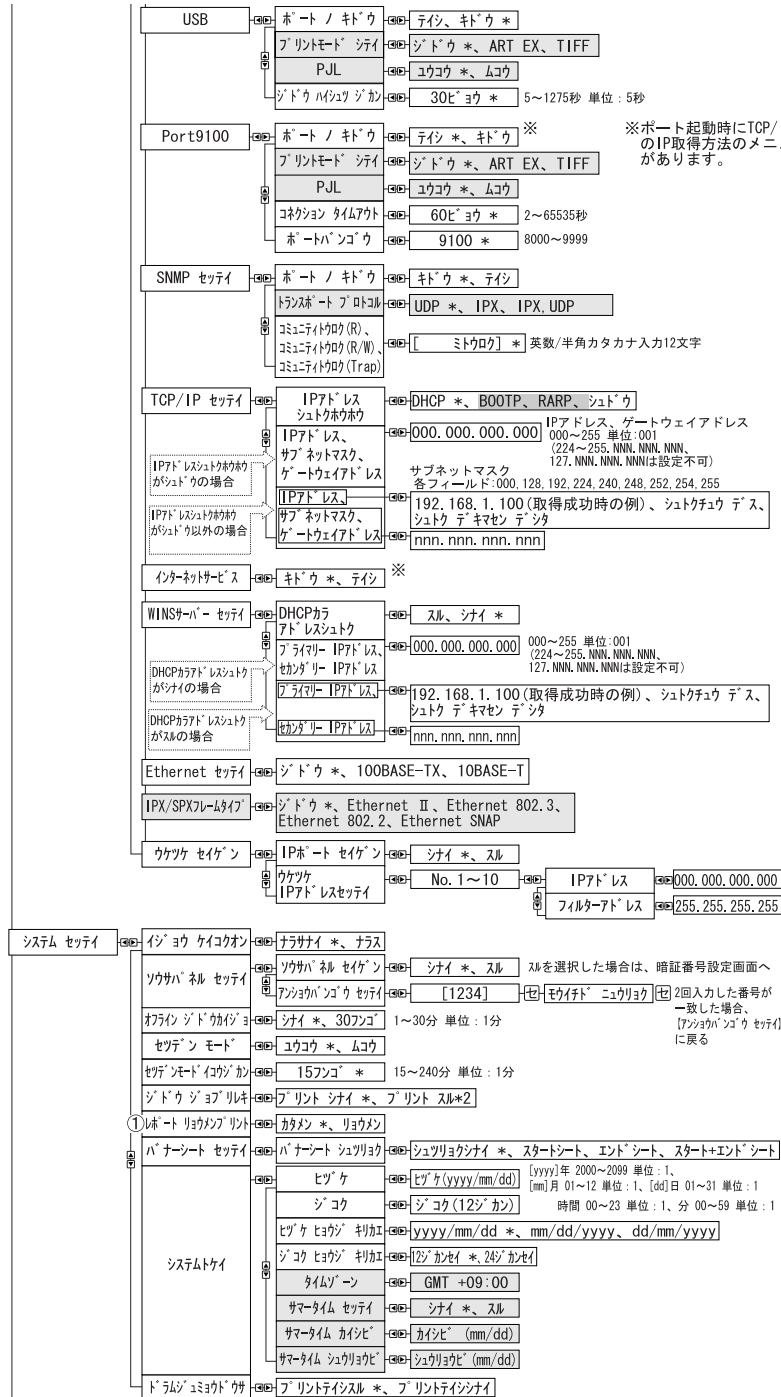 USB
ポート ノ キドウ
テイシ、キドウ *
プリントモード シテイ
ジドウ *、ART EX、TIFF
PJL
ユウコウ *、ムコウ
ジドウ ハイシュツ ジカン
30ビョウ *
5～1275秒 単位：5秒
Port9100
ポート ノ キドウ
テイシ *、キドウ
※
※ポート起動時にTCP/
のIP取得方法のメニ
があります。
プリントモード シテイ
ジドウ *、ART EX、TIFF
PJL
ユウコウ *、ムコウ
コネクション タイムアウト
60ビョウ *
2～65535秒
ポートバンゴウ
9100 *
8000～9999
SNMP セッテイ
ポート ノ キドウ
キドウ *、テイシ
トランスポート プロトコル
UDP *、IPX、IPX,UDP
コミュニティトウロク(R)、
コミュニティトウロク(R/W)、
コミュニティトウロク(Trap)
[ ミトウロク] *
英数/半角カタカナ入力12文字
TCP/IP セッテイ
IPアドレス
シュトクホウホウ
DHCP *、BOOTP、RARP、シュドウ
IPアドレス、
サブネットマスク、
ゲートウェイアドレス
000.000.000.000
IPアドレス、ゲートウェイアドレス
000～255 単位:001
(224～255.NNN.NNN.NNN、
127.NNN.NNN.NNNは設定不可)
サブネットマスク
各フィールド:000,128,192,224,240,248,252,254,255
IPアドレスシュトクホウホウ
がシュドウの場合
IPアドレス、
サブネットマスク、
ゲートウェイアドレス
192.168.1.100(取得成功時の例)、シュトクチュウ デス、
シュトク デキマセン デシタ
nnn.nnn.nnn.nnn
IPアドレスシュトクホウホウ
がシュドウ以外の場合
インターネットサービス
キドウ *、テイシ
※
WINSサーバー セッテイ
DHCPカラ
アドレスシュトク
スル、シナイ *
プライマリー IPアドレス、
セカンダリー IPアドレス
000.000.000.000
000～255 単位:001
(224～255.NNN.NNN.NNN、
127.NNN.NNN.NNNは設定不可)
DHCPカラアドレスシュトク
がシナイの場合
プライマリー IPアドレス、
セカンダリー IPアドレス
192.168.1.100(取得成功時の例)、シュトクチュウ デス、
シュトク デキマセン デシタ
nnn.nnn.nnn.nnn
DHCPカラアドレスシュトク
がスルの場合
Ethernet セッテイ
ジドウ *、100BASE-TX、10BASE-T
IPX/SPXフレームタイプ
ジドウ *、Ethernet Ⅱ、Ethernet 802.3、
Ethernet 802.2、Ethernet SNAP
ウケツケ セイゲン
IPポート セイゲン
シナイ *、スル
ウケツケ
IPアドレスセッテイ
No.1～10
IPアドレス
000.000.000.000
フィルターアドレス
255.255.255.255
システム セッテイ
イジョウ ケイコクオン
ナラサナイ *、ナラス
ソウサパネル セッテイ
ソウサパネル セイゲン
シナイ *、スル
スルを選択した場合は、暗証番号設定画面へ
アンショウバンゴウ セッテイ
[1234]
セ
モウイチド ニュウリョク
セ
2回入力した番号が
一致した場合、
[アンショウバンゴウ セッテイ]
に戻る
オフライン ジドウカイジョ
シナイ *、30フンゴ
1～30分 単位：1分
セツデン モード
ユウコウ *、ムコウ
セツデンモードイコウジカン
15フンゴ *
15～240分 単位：1分
ジドウ ジョブリレキ
プリント シナイ *、プリント スル*2
①
レポート リョウメンプリント
カタメン *、リョウメン
バナーシート セッテイ
バナーシート シュツリョク
シュツリョクシナイ *、スタートシート、エンドシート、スタート+エンドシート
システムトケイ
ヒヅケ
ヒヅケ(yyyy/mm/dd)
[yyyy]年 2000～2099 単位：1、
[mm]月 01～12 単位：1、[dd]日 01～31 単位：1
ジコク
ジコク(12ジカン)
時間 00～23 単位：1、分 00～59 単位：1
ヒヅケ ヒョウジ キリカエ
yyyy/mm/dd *、mm/dd/yyyy、dd/mm/yyyy
ジコク ヒョウジ キリカエ
12ジカンセイ *、24ジカンセイ
タイムゾーン
GMT +09:00
サマータイム セッテイ
シナイ *、スル
サマータイム カイシビ
カイシビ (mm/dd)
サマータイム シュウリョウビ
シュウリョウビ(mm/dd)
ドラムジュミョウドウサ
プリントテイシスル *、プリントテイシシナイ